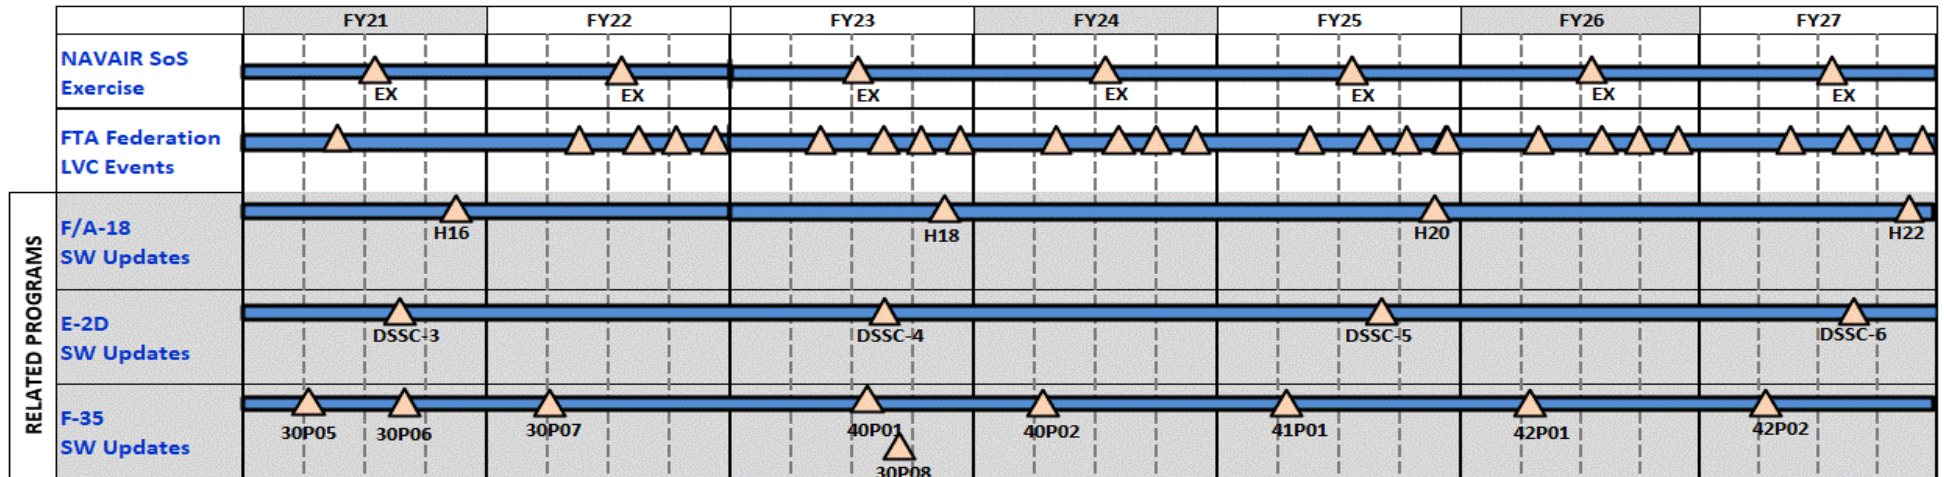 FY21 FY22 FY23 FY24 FY25 FY26 FY27
NAVAIR SoS
Exercise
EX EX EX EX EX EX EX
FTA Federation
LVC Events
RELATED PROGRAMS
F/A-18
SW Updates
H16 H18 H20 H22
E-2D
SW Updates
DSSC-3 DSSC-4 DSSC-5 DSSC-6
F-35
SW Updates
30P05 30P06 30P07 40P01 40P02 41P01 42P01 42P02
30P08